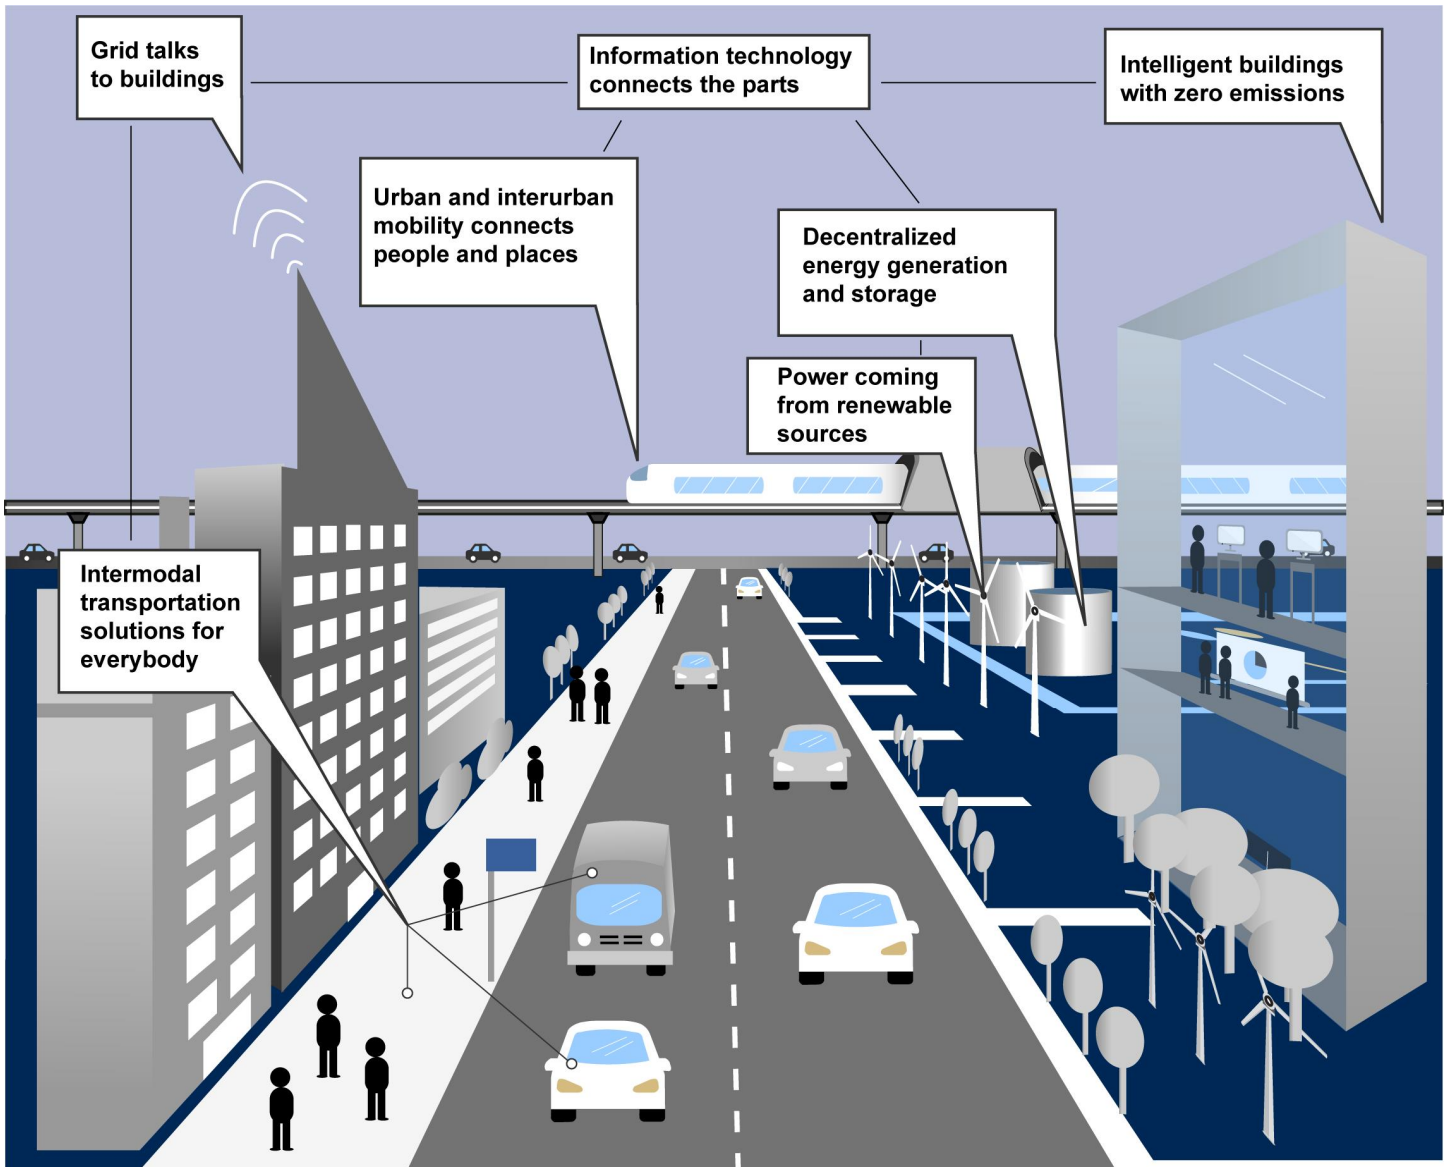 Grid talks
to buildings
Information technology
connects the parts
Intelligent buildings
with zero emissions
Urban and interurban
mobility connects
people and places
Decentralized
energy generation
and storage
Power coming
from renewable
sources
Intermodal
transportation
solutions for
everybody